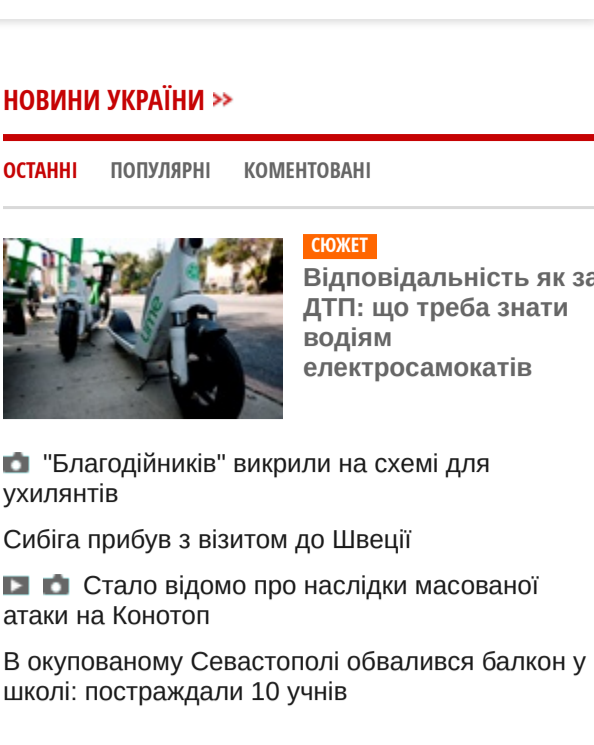 НОВИНИ УКРАЇНИ >>
ОСТАННІ ПОПУЛЯРНІ КОМЕНТОВАНІ
СЮЖЕТ
Відповідальність як за
ДТП: що треба знати
водіям
електросамокатів
Lime
"Благодійників" викрили на схемі для
ухилянтів
Сибіга прибув з візитом до Швеції
Стало відомо про наслідки масованої
атаки на Конотоп
В окупованому Севастополі обвалився балкон у
школі: постраждали 10 учнів